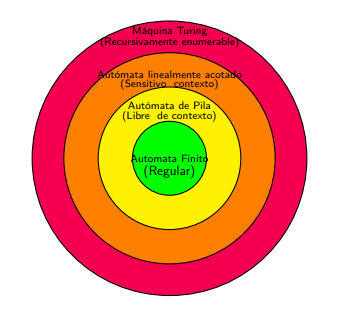 Máquina Turing
(Recursivamente enumerable)
Autómata linealmente acotado
(Sensitivo contexto)
Autómata de Pila
(Libre de contexto)
Automata Finito
(Regular)